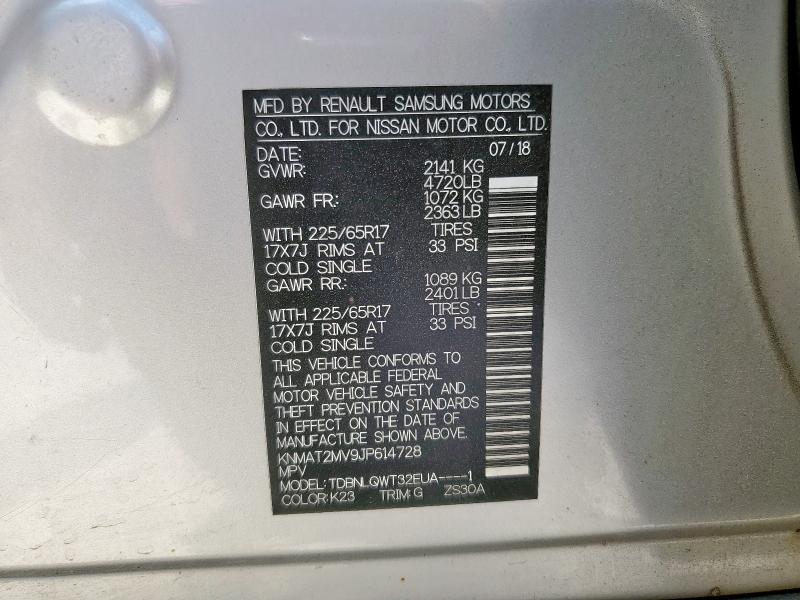 MFD BY RENAULT SAMSUNG MOTORS
CO., LTD. FOR NISSAN MOTOR CO., LTD.
DATE: 07/18
GVWR: 2141 KG
4720LB
GAWR FR: 1072 KG
2363 LB
WITH 225/65R17 TIRES
17X7J RIMS AT 33 PSI
COLD SINGLE
GAWR RR: 1089 KG
2401 LB
WITH 225/65R17 TIRES
17X7J RIMS AT 33 PSI
COLD SINGLE
THIS VEHICLE CONFORMS TO
ALL APPLICABLE FEDERAL
MOTOR VEHICLE SAFETY AND
THEFT PREVENTION STANDARDS
IN EFFECT ON THE DATE OF
MANUFACTURE SHOWN ABOVE.
KNMAT2MV9JP614728
MPV
MODEL: TDBNLQWT32EUA----1
COLOR:K23 TRIM:G ZS30A